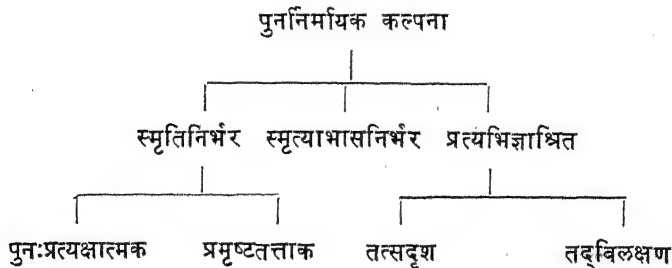 पुनर्निर्मायक कल्पना
स्मृतिनिर्भर स्मृत्याभासनिर्भर प्रत्यभिज्ञाश्रित
पुनःप्रत्यक्षात्मक प्रमृष्टतत्ताक तत्सदृश तद्विलक्षण